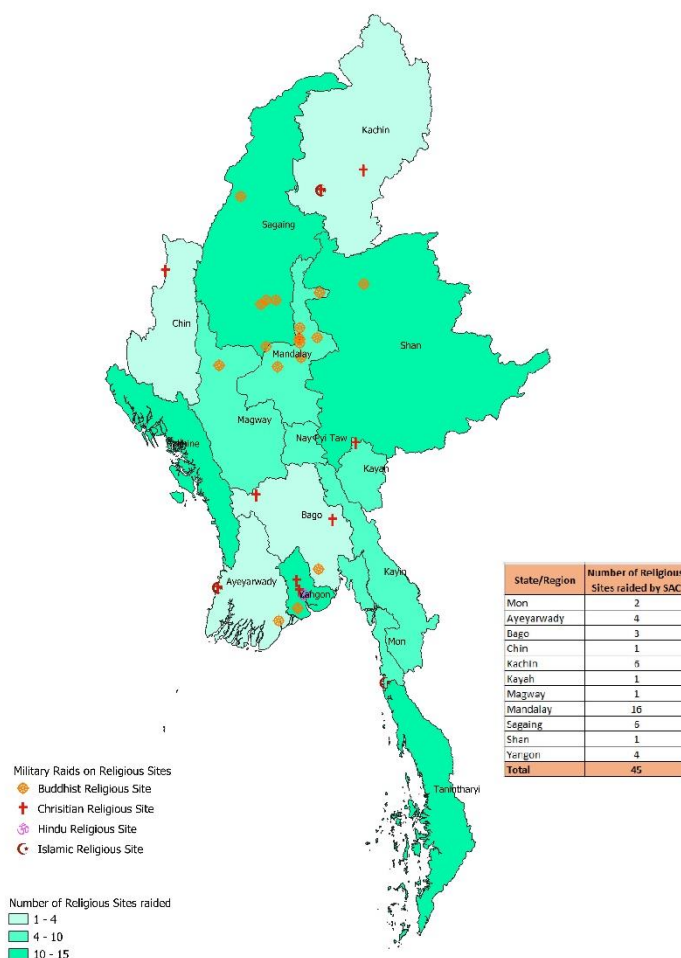 Kachin
Sagaing
Chin
Shan
Mandalay
Magway
Nay Pyi Taw
Kayah
Bago
Ayeyarwady
Yangon
Kayin
Mon
Tanintharyi
State/Region Number of Religious Sites raided by SAC
Mon 2
Ayeyarwady 4
Bago 3
Chin 1
Kachin 6
Kayah 1
Magway 1
Mandalay 16
Sagaing 6
Shan 1
Yangon 4
Total 45
Military Raids on Religious Sites
Buddhist Religious Site
Chrisitian Religious Site
Hindu Religious Site
Islamic Religious Site
Number of Religious Sites raided
1 - 4
4 - 10
10 - 15